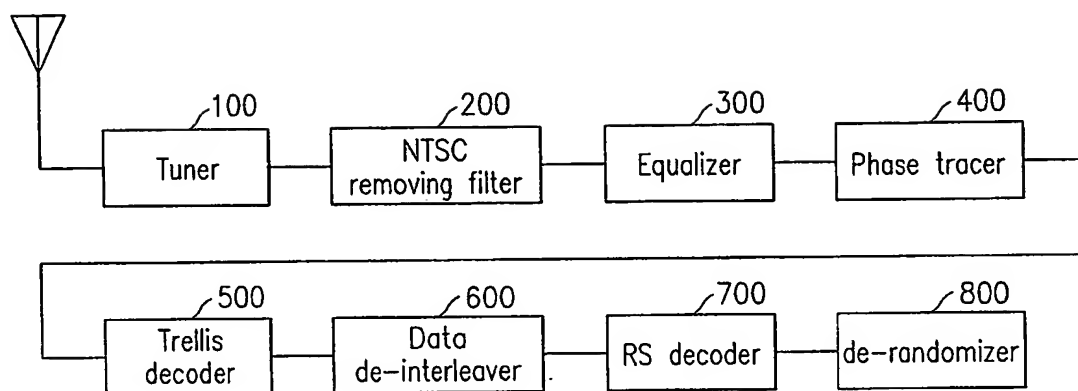 100
200
300
400
Tuner
NTSC
removing filter
Equalizer
Phase tracer
500
600
700
800
Trellis
decoder
Data
de-interleaver
RS decoder
de-randomizer